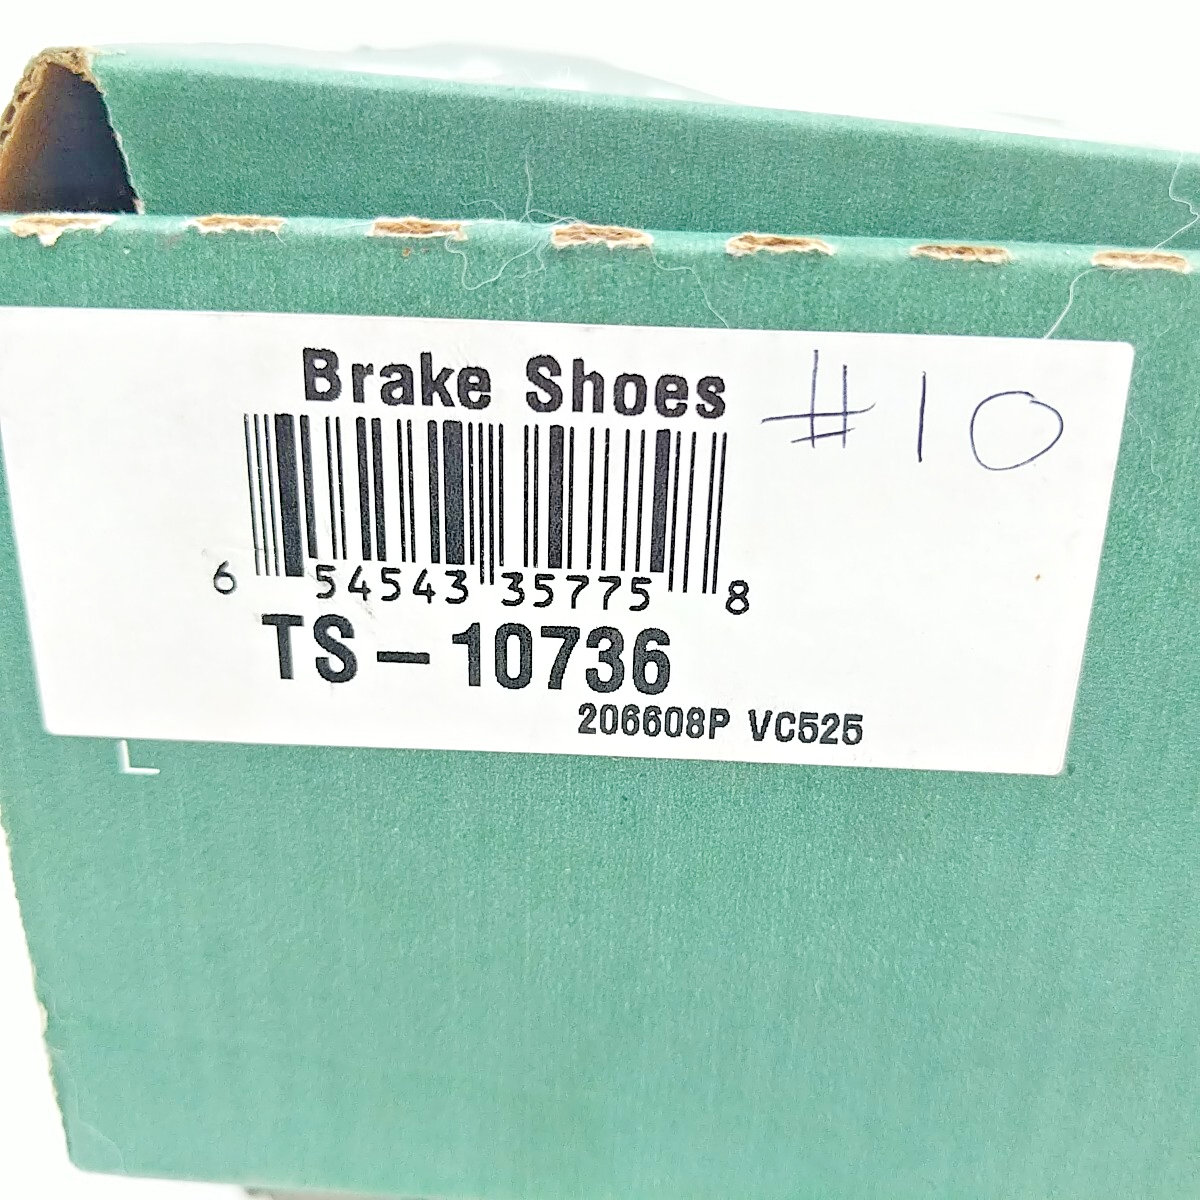 Brake Shoes #10
6 54543 35775 8
TS-10736
206608P VC525